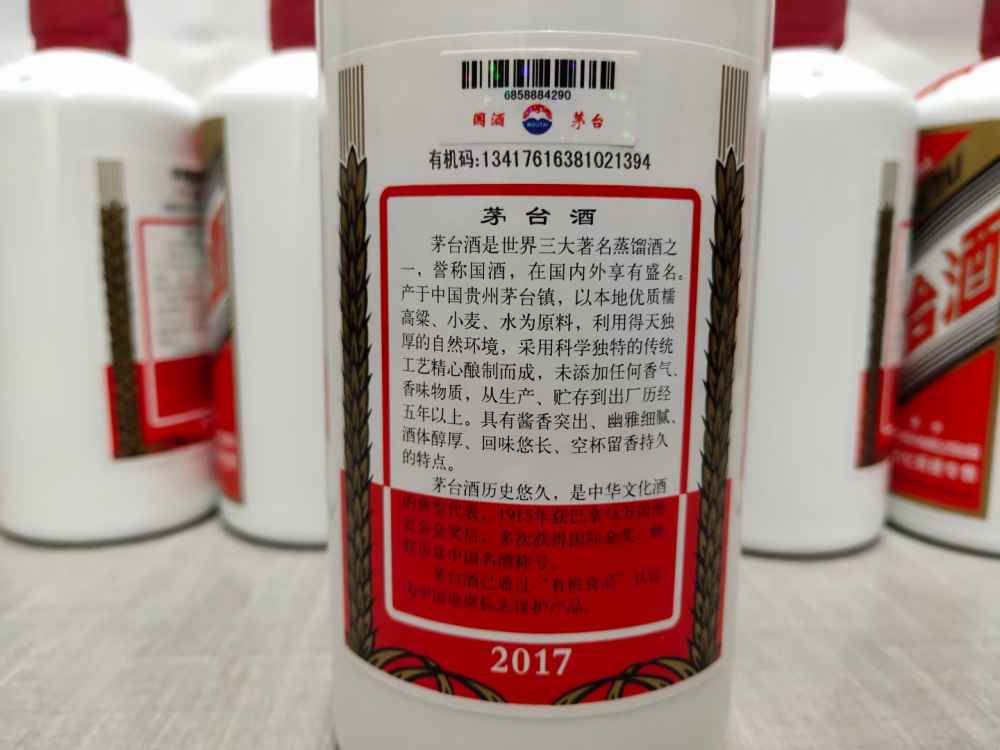 6858884290
国酒 MOUTAI 茅台
有机码:13417616381021394
茅台酒
茅台酒是世界三大著名蒸馏酒之
一，誉称国酒，在国内外享有盛名。
产于中国贵州茅台镇，以本地优质糯
高粱、小麦、水为原料，利用得天独
厚的自然环境，采用科学独特的传统
工艺精心酿制而成，未添加任何香气、
香味物质，从生产、贮存到出厂历经
五年以上。具有酱香突出、幽雅细腻、
酒体醇厚、回味悠长、空杯留香持久
的特点。
茅台酒历史悠久，是中华文化酒
的典型代表。1915年获巴拿马万国博
览会金奖后，多次获得国际金奖，蝉
联历届中国名酒称号。
茅台酒已通过“有机食品”认证
为中国地理标志保护产品。
2017
台酒